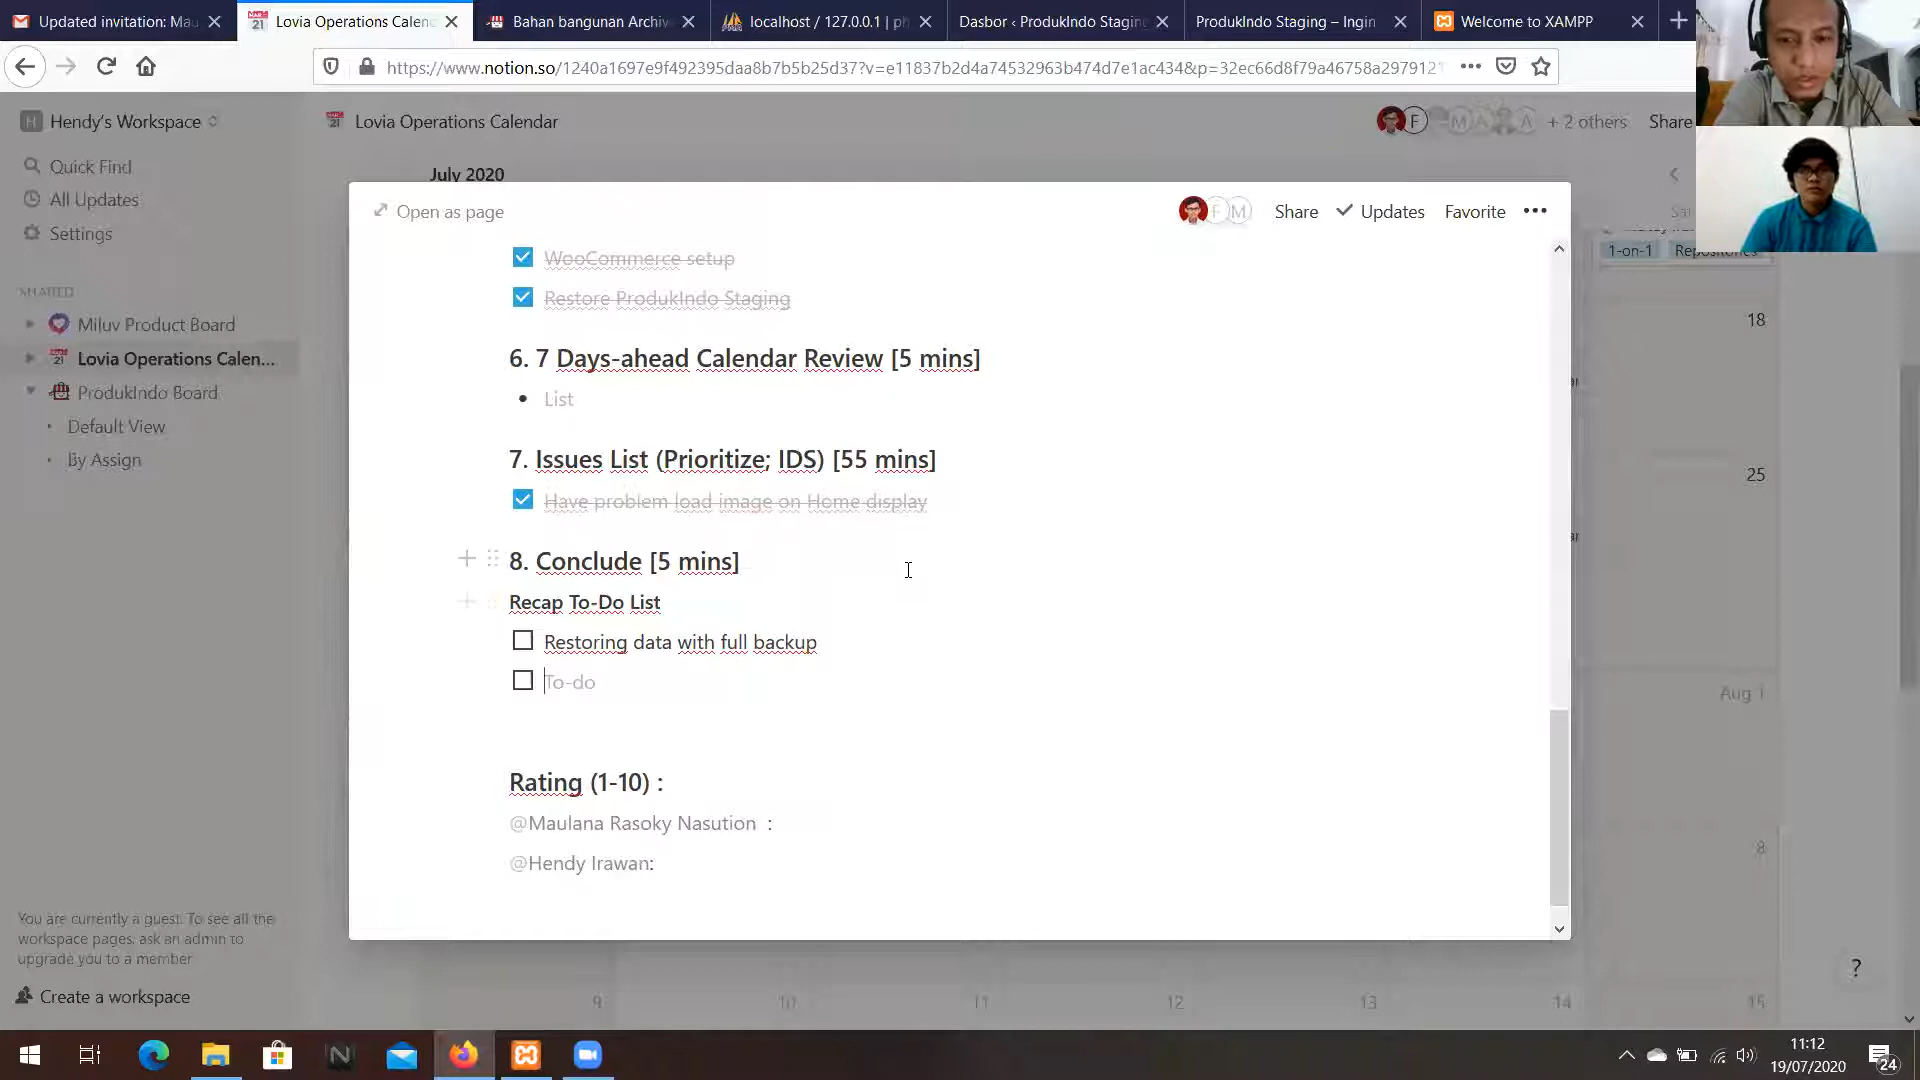 Updated invitation: Mau
Lovia Operations Calend
Bahan bangunan Archiv
localhost / 127.0.0.1 | ph
Dasbor ‹ ProdukIndo Staging
ProdukIndo Staging – Ingin
Welcome to XAMPP
https://www.notion.so/1240a1697e9f492395daa8b7b5b25d37?v=e11837b2d4a74532963b474d7e1ac434&p=32ec66d8f79a46758a297912
H Hendy's Workspace
Lovia Operations Calendar
F M A A + 2 others Share
Quick Find
All Updates
Settings
SHARED
Miluv Product Board
Lovia Operations Calen...
ProdukIndo Board
Default View
By Assign
You are currently a guest. To see all the
workspace pages, ask an admin to
upgrade you to a member
Create a workspace
July 2020
Sat
1-on-1
18
25
Aug 1
8
9 10 11 12 13 14 15
Open as page
F M Share Updates Favorite •••
WooCommerce setup
Restore ProdukIndo Staging
6. 7 Days-ahead Calendar Review [5 mins]
• List
7. Issues List (Prioritize; IDS) [55 mins]
Have problem load image on Home display
8. Conclude [5 mins]
Recap To-Do List
Restoring data with full backup
To-do
Rating (1-10) :
@Maulana Rasoky Nasution :
@Hendy Irawan:
?
11:12
19/07/2020
24